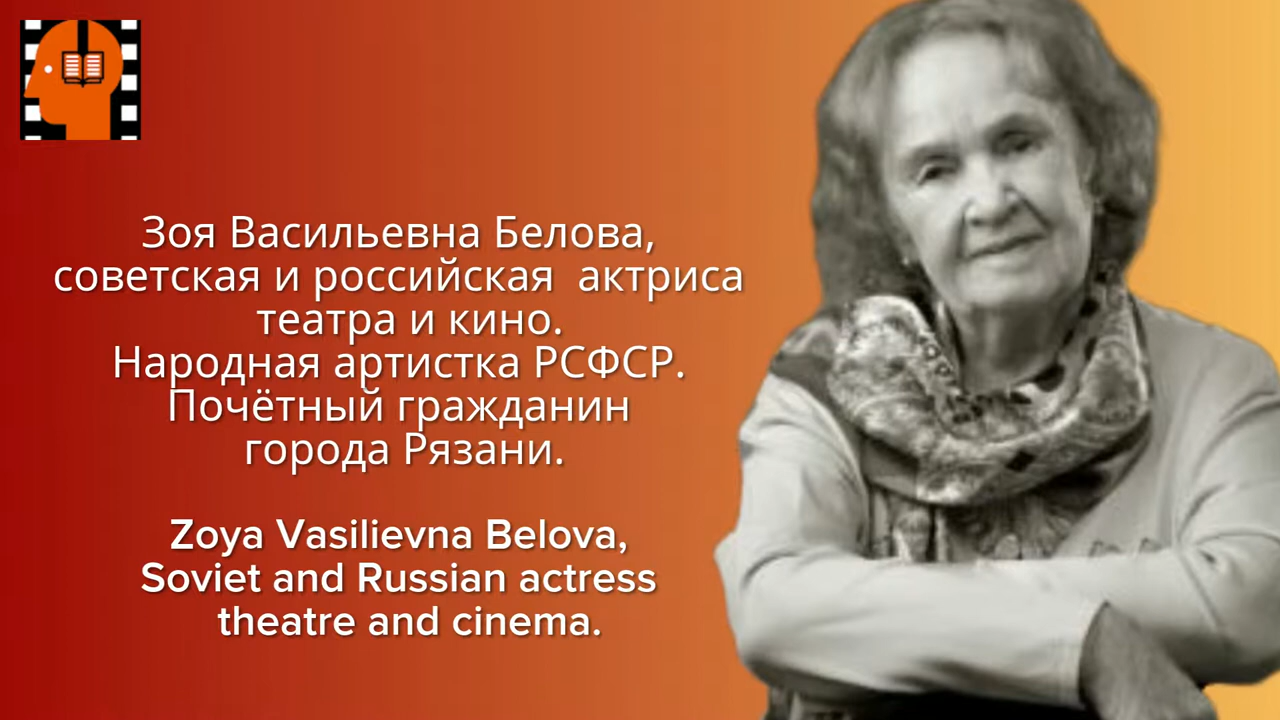 Зоя Васильевна Белова,
советская и российская актриса
театра и кино.
Народная артистка РСФСР.
Почётный гражданин
города Рязани.
Zoya Vasilievna Belova,
Soviet and Russian actress
theatre and cinema.